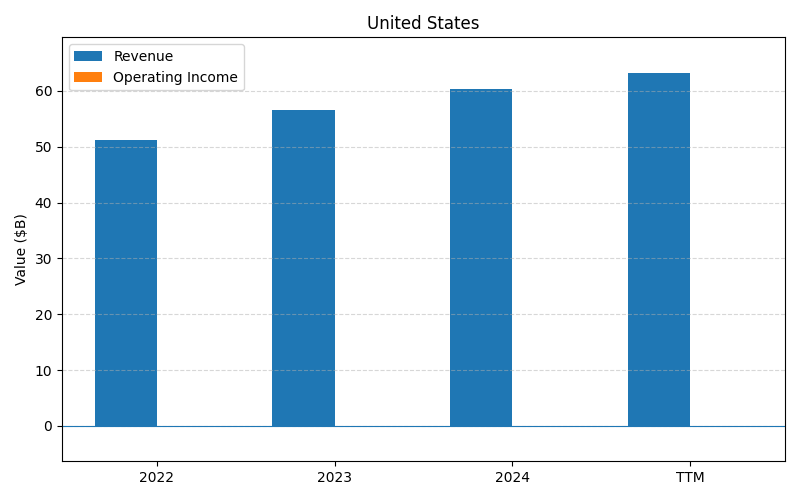 United States
Revenue
Operating Income
Value ($B)
60
50
40
30
20
10
0
2022 2023 2024 TTM